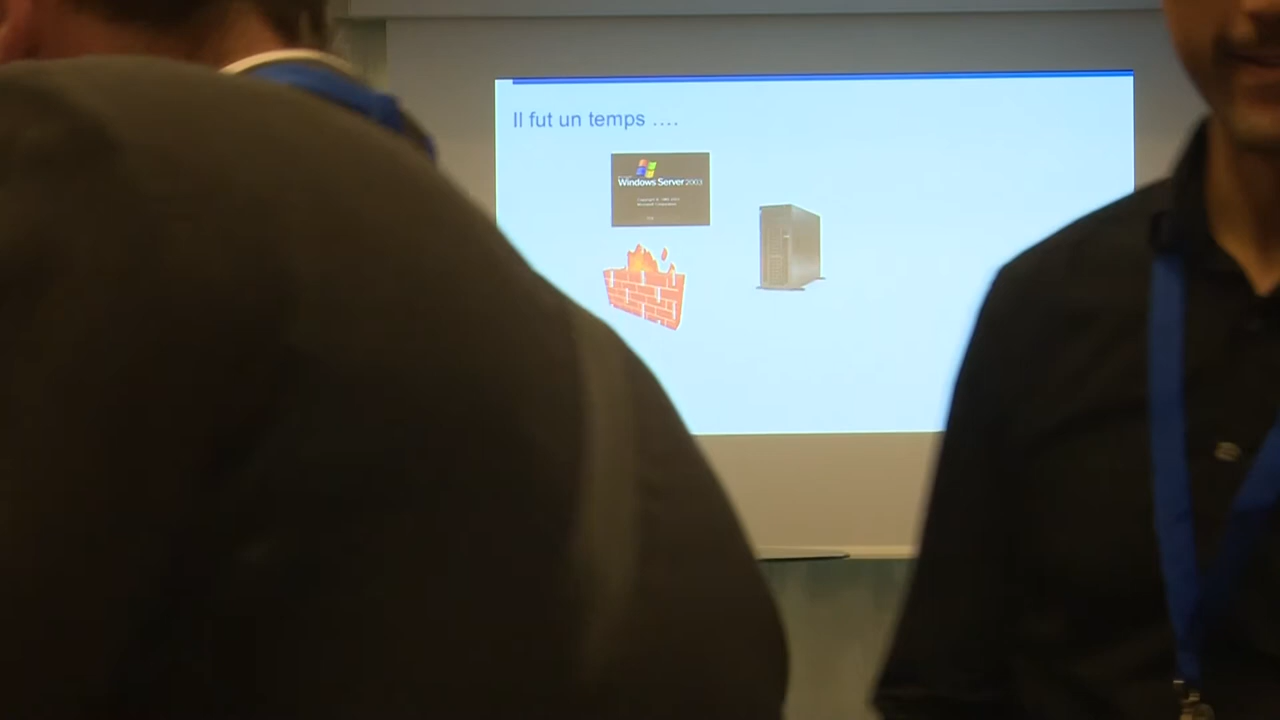 Il fut un temps ....
Windows Server 2003